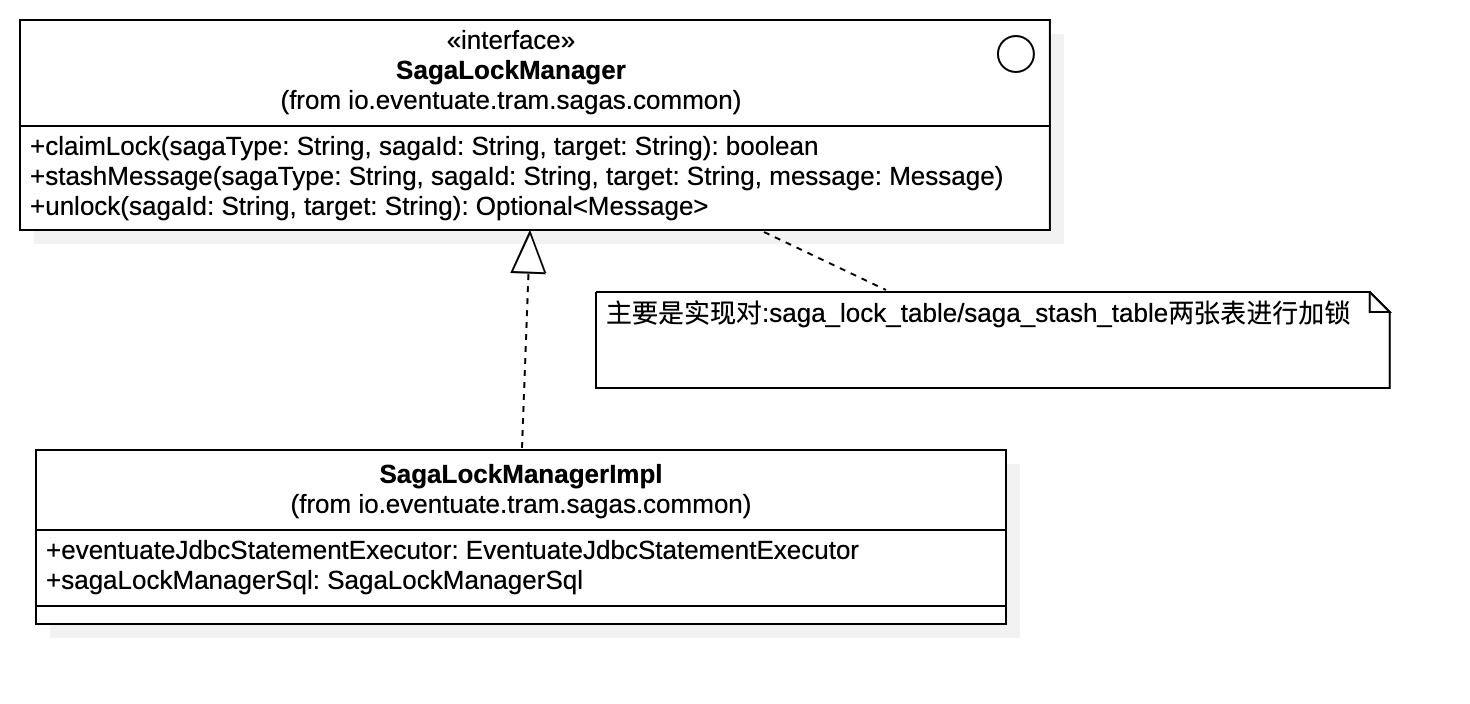 «interface»
SagaLockManager
(from io.eventuate.tram.sagas.common)
+claimLock(sagaType: String, sagaId: String, target: String): boolean
+stashMessage(sagaType: String, sagaId: String, target: String, message: Message)
+unlock(sagaId: String, target: String): Optional<Message>
主要是实现对:saga_lock_table/saga_stash_table两张表进行加锁
SagaLockManagerImpl
(from io.eventuate.tram.sagas.common)
+eventuateJdbcStatementExecutor: EventuateJdbcStatementExecutor
+sagaLockManagerSql: SagaLockManagerSql